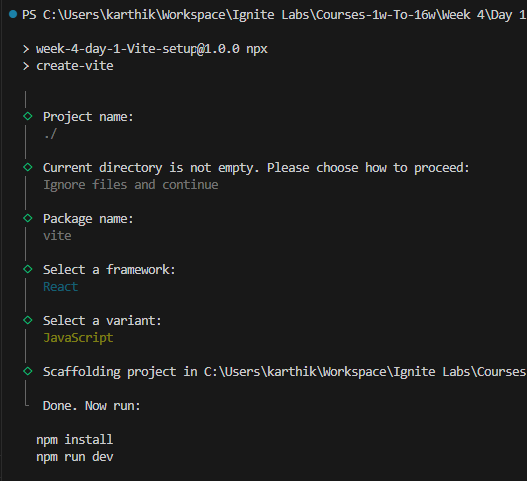 PS C:\Users\karthik\Workspace\Ignite Labs\Courses-1w-To-16w\Week 4\Day 1
> week-4-day-1-Vite-setup@1.0.0 npx
> create-vite
Project name:
./
Current directory is not empty. Please choose how to proceed:
Ignore files and continue
Package name:
vite
Select a framework:
React
Select a variant:
JavaScript
Scaffolding project in C:\Users\karthik\Workspace\Ignite Labs\Courses
Done. Now run:
npm install
npm run dev